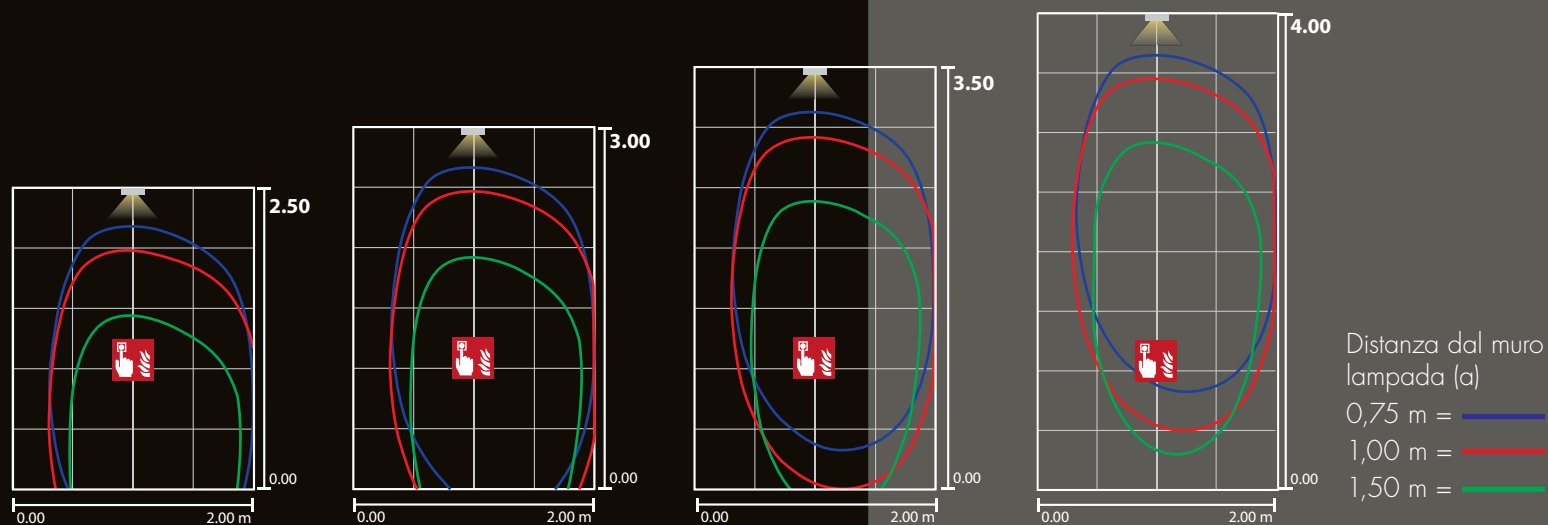 2.50
0.00
0.00 2.00 m
3.00
0.00
0.00 2.00 m
3.50
0.00
0.00 2.00 m
4.00
0.00
0.00 2.00 m
Distanza dal muro
lampada (a)
0,75 m =
1,00 m =
1,50 m =